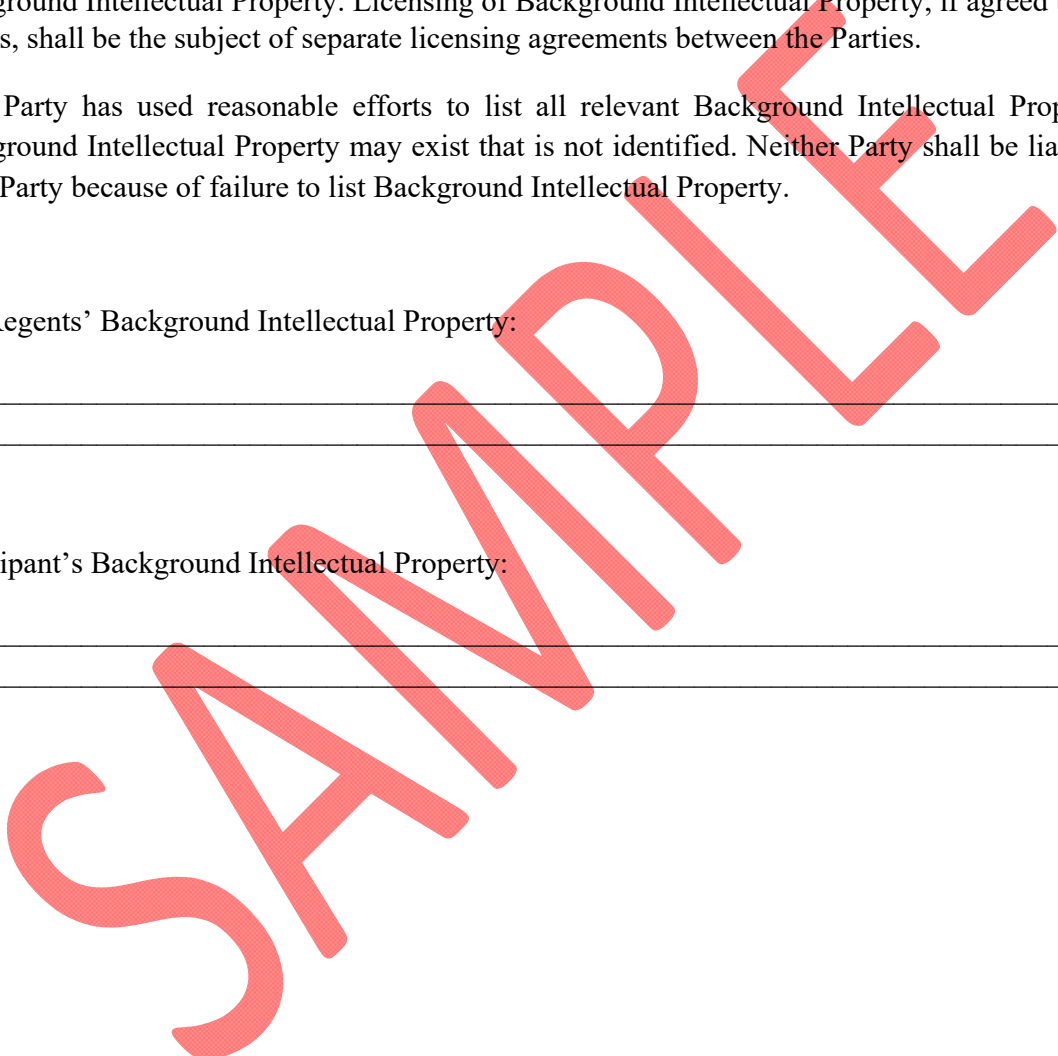 ground Intellectual Property. Licensing of Background Intellectual Property, if agreed
s, shall be the subject of separate licensing agreements between the Parties.
Party has used reasonable efforts to list all relevant Background Intellectual Prop
ground Intellectual Property may exist that is not identified. Neither Party shall be lia
Party because of failure to list Background Intellectual Property.
egents’ Background Intellectual Property:
ipant’s Background Intellectual Property:
SAMPLE